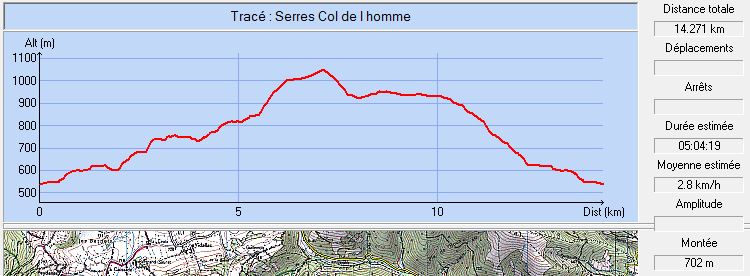 Tracé : Serres Col de l homme
Alt (m)
1100
1000
900
800
700
600
500
0
5
10
Dist (km)
Distance totale
14.271 km
Déplacements
Arrêts
Durée estimée
05:04:19
Moyenne estimée
2.8 km/h
Amplitude
Montée
702 m